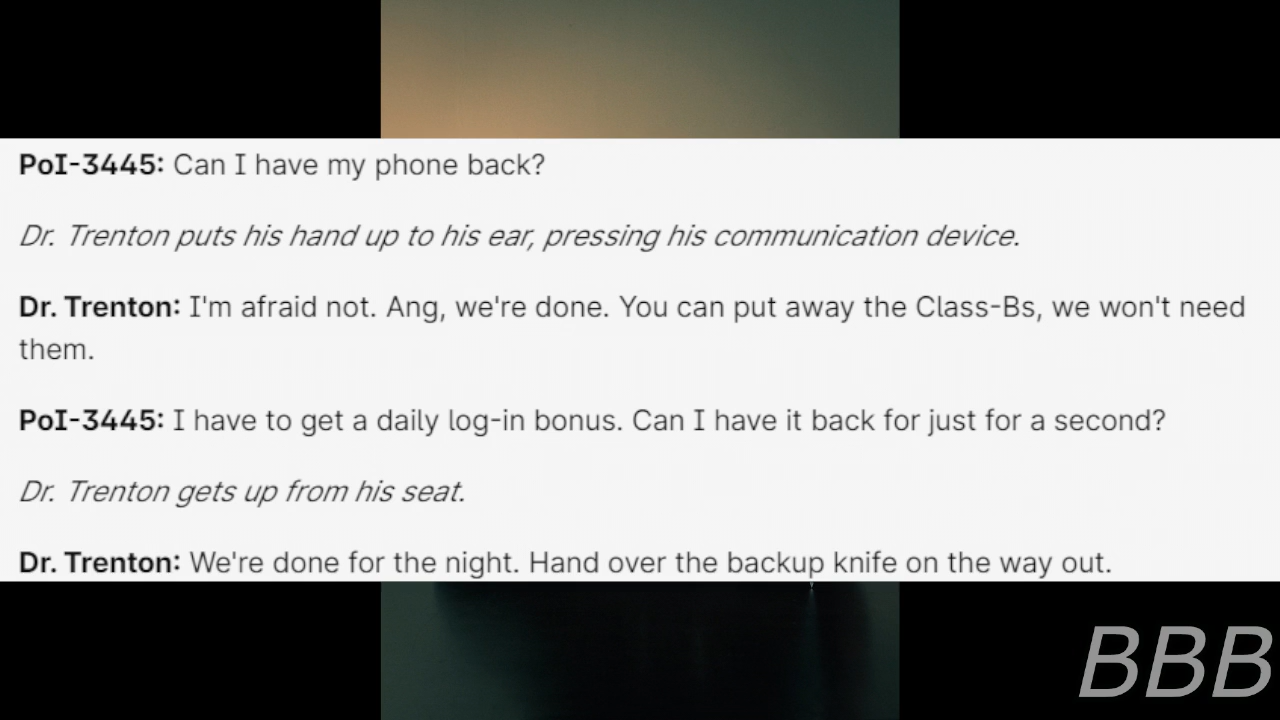 PoI-3445: Can I have my phone back?
Dr. Trenton puts his hand up to his ear, pressing his communication device.
Dr. Trenton: I'm afraid not. Ang, we're done. You can put away the Class-Bs, we won't need
them.
PoI-3445: I have to get a daily log-in bonus. Can I have it back for just for a second?
Dr. Trenton gets up from his seat.
Dr. Trenton: We're done for the night. Hand over the backup knife on the way out.
BBB